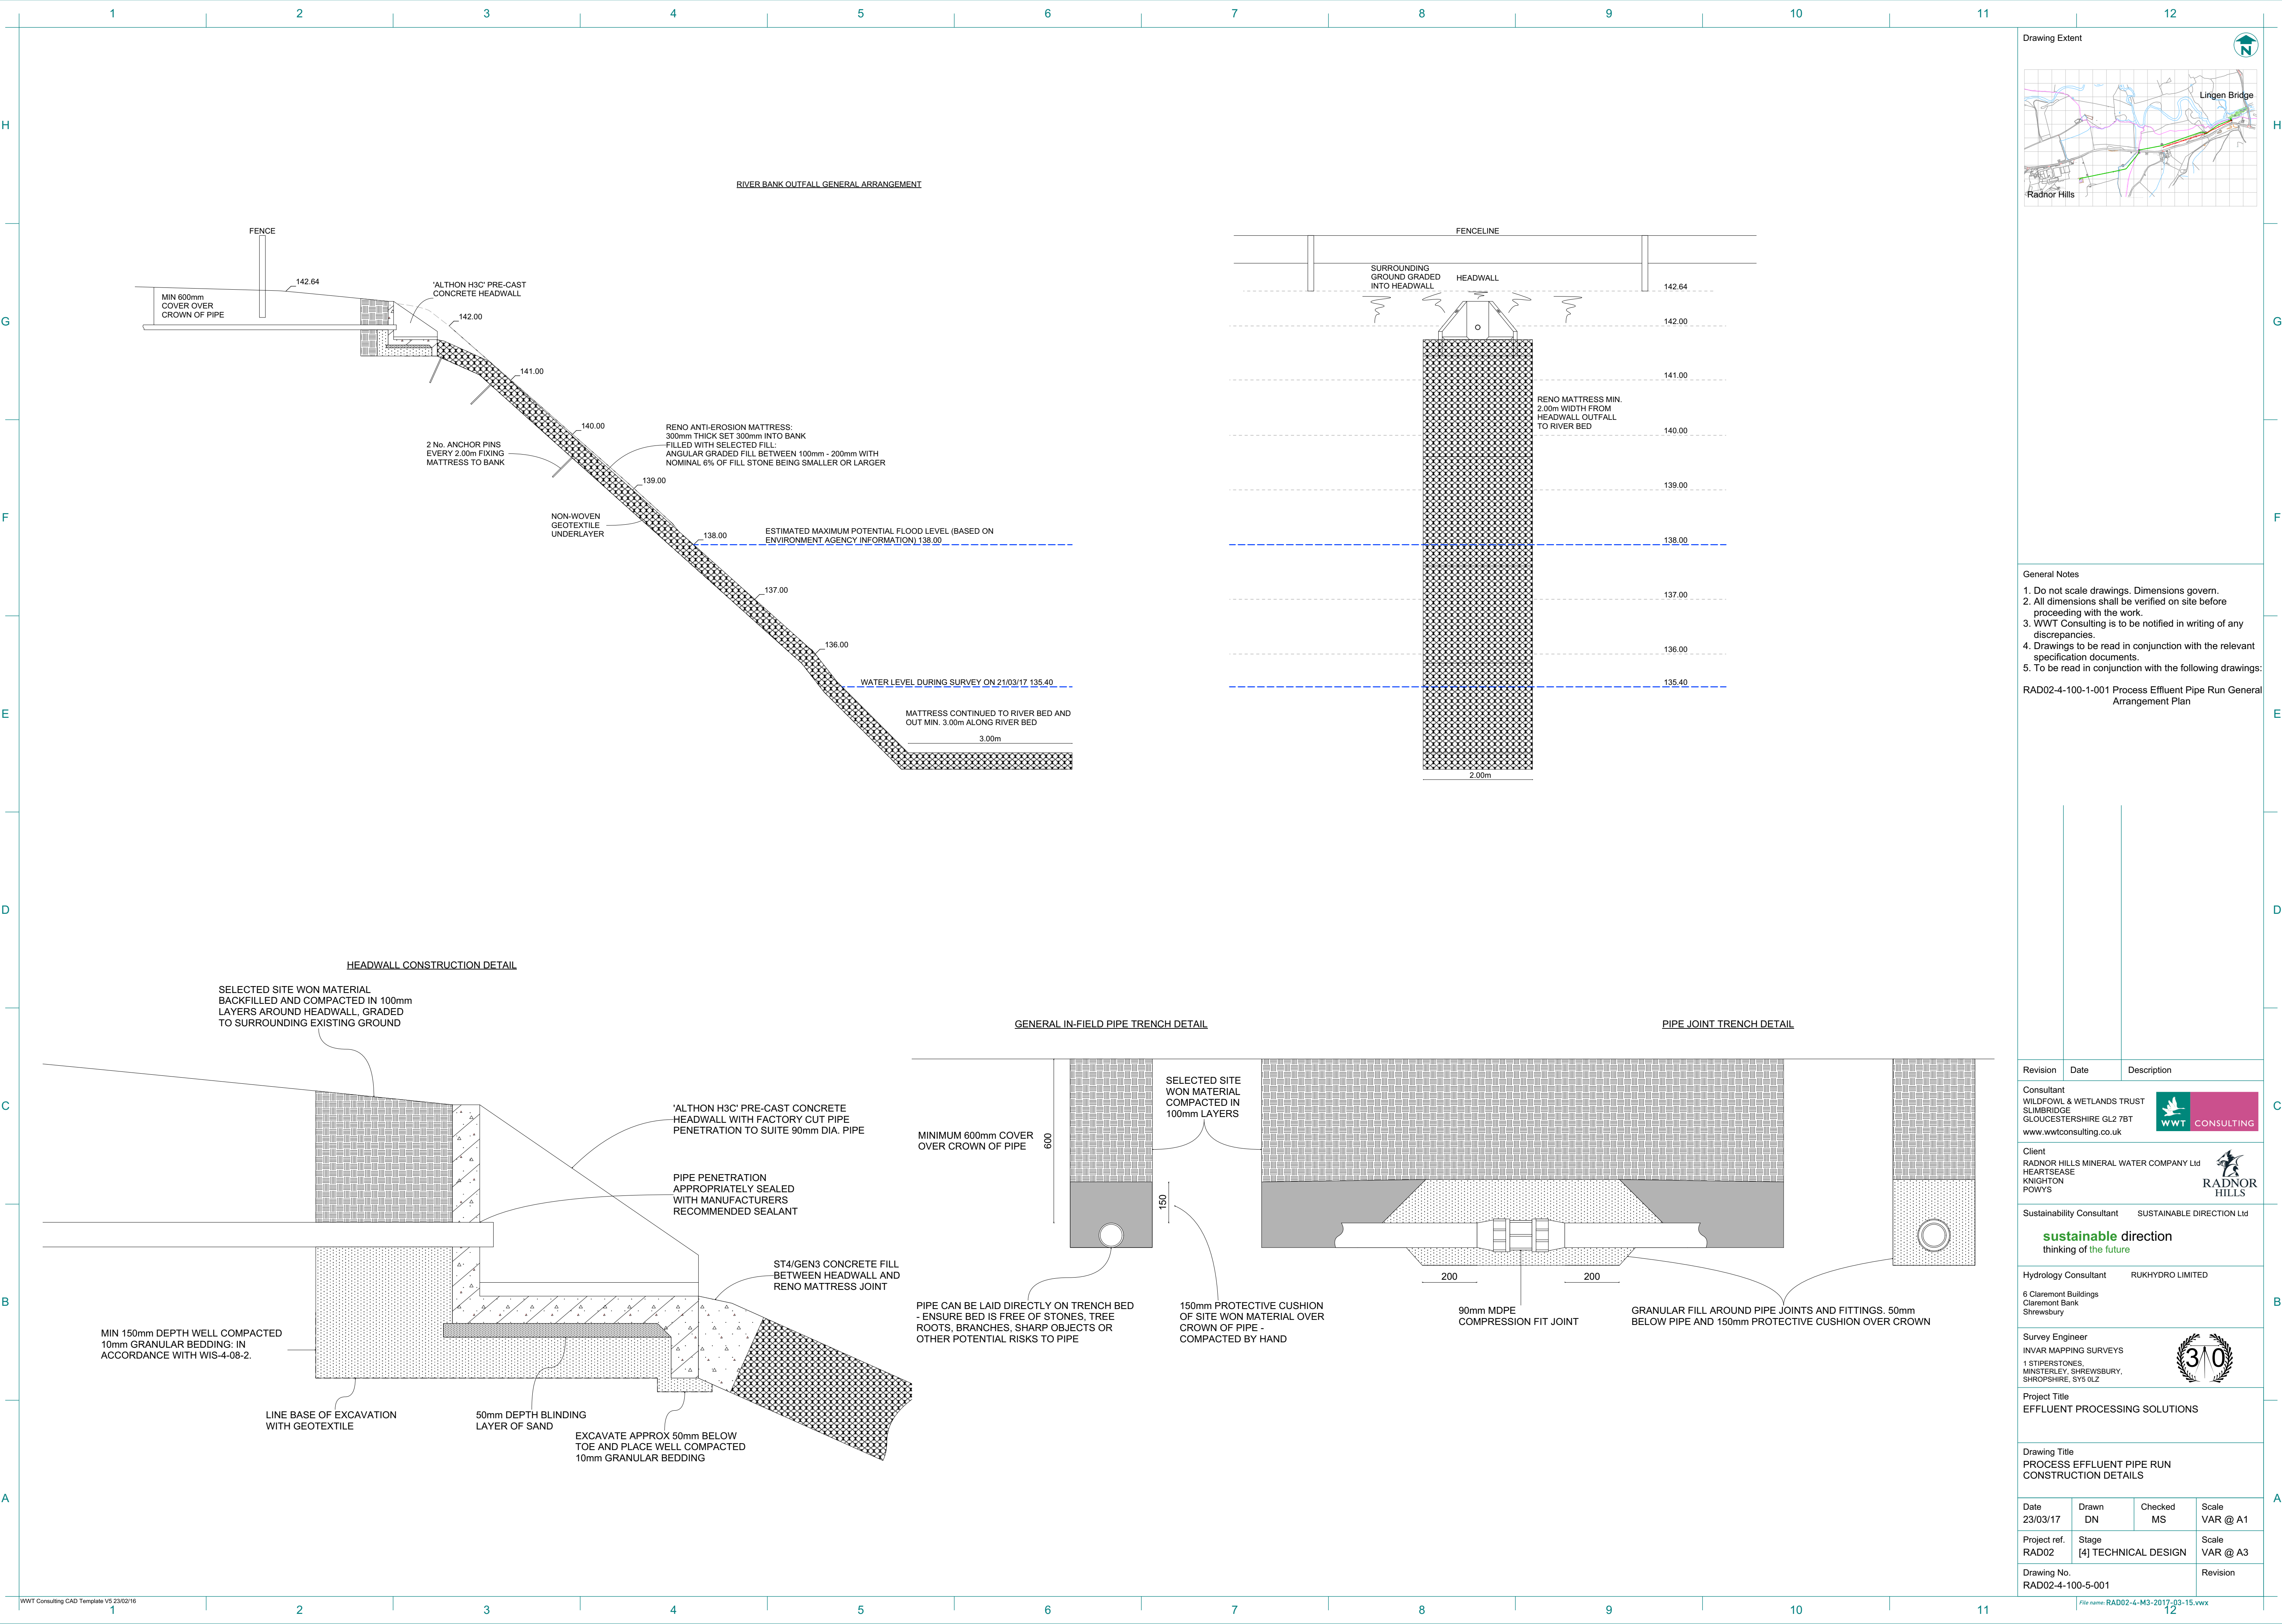 1 2 3 4 5 6 7 8 9 10 11 12
H
G
F
E
D
C
B
A
RIVER BANK OUTFALL GENERAL ARRANGEMENT
FENCE
142.64
MIN 600mm
COVER OVER
CROWN OF PIPE
'ALTHON H3C' PRE-CAST
CONCRETE HEADWALL
142.00
141.00
140.00
2 No. ANCHOR PINS
EVERY 2.00m FIXING
MATTRESS TO BANK
RENO ANTI-EROSION MATTRESS:
300mm THICK SET 300mm INTO BANK
FILLED WITH SELECTED FILL:
ANGULAR GRADED FILL BETWEEN 100mm - 200mm WITH
NOMINAL 6% OF FILL STONE BEING SMALLER OR LARGER
139.00
NON-WOVEN
GEOTEXTILE
UNDERLAYER
138.00
ESTIMATED MAXIMUM POTENTIAL FLOOD LEVEL (BASED ON
ENVIRONMENT AGENCY INFORMATION) 138.00
137.00
136.00
WATER LEVEL DURING SURVEY ON 21/03/17 135.40
MATTRESS CONTINUED TO RIVER BED AND
OUT MIN. 3.00m ALONG RIVER BED
3.00m
FENCELINE
SURROUNDING
GROUND GRADED
INTO HEADWALL
HEADWALL
142.64
142.00
141.00
RENO MATTRESS MIN.
2.00m WIDTH FROM
HEADWALL OUTFALL
TO RIVER BED
140.00
139.00
138.00
137.00
136.00
135.40
2.00m
HEADWALL CONSTRUCTION DETAIL
SELECTED SITE WON MATERIAL
BACKFILLED AND COMPACTED IN 100mm
LAYERS AROUND HEADWALL, GRADED
TO SURROUNDING EXISTING GROUND
'ALTHON H3C' PRE-CAST CONCRETE
HEADWALL WITH FACTORY CUT PIPE
PENETRATION TO SUITE 90mm DIA. PIPE
PIPE PENETRATION
APPROPRIATELY SEALED
WITH MANUFACTURERS
RECOMMENDED SEALANT
ST4/GEN3 CONCRETE FILL
BETWEEN HEADWALL AND
RENO MATTRESS JOINT
MIN 150mm DEPTH WELL COMPACTED
10mm GRANULAR BEDDING: IN
ACCORDANCE WITH WIS-4-08-2.
LINE BASE OF EXCAVATION
WITH GEOTEXTILE
50mm DEPTH BLINDING
LAYER OF SAND
EXCAVATE APPROX 50mm BELOW
TOE AND PLACE WELL COMPACTED
10mm GRANULAR BEDDING
GENERAL IN-FIELD PIPE TRENCH DETAIL
SELECTED SITE
WON MATERIAL
COMPACTED IN
100mm LAYERS
MINIMUM 600mm COVER
OVER CROWN OF PIPE
600
150
PIPE CAN BE LAID DIRECTLY ON TRENCH BED
- ENSURE BED IS FREE OF STONES, TREE
ROOTS, BRANCHES, SHARP OBJECTS OR
OTHER POTENTIAL RISKS TO PIPE
150mm PROTECTIVE CUSHION
OF SITE WON MATERIAL OVER
CROWN OF PIPE -
COMPACTED BY HAND
PIPE JOINT TRENCH DETAIL
200
200
90mm MDPE
COMPRESSION FIT JOINT
GRANULAR FILL AROUND PIPE JOINTS AND FITTINGS. 50mm
BELOW PIPE AND 150mm PROTECTIVE CUSHION OVER CROWN
Drawing Extent
N
Lingen Bridge
Radnor Hills
General Notes
1. Do not scale drawings. Dimensions govern.
2. All dimensions shall be verified on site before
proceeding with the work.
3. WWT Consulting is to be notified in writing of any
discrepancies.
4. Drawings to be read in conjunction with the relevant
specification documents.
5. To be read in conjunction with the following drawings:
RAD02-4-100-1-001 Process Effluent Pipe Run General
Arrangement Plan
Revision Date Description
Consultant
WILDFOWL & WETLANDS TRUST
SLIMBRIDGE
GLOUCESTERSHIRE GL2 7BT
www.wwtconsulting.co.uk
WWT CONSULTING
Client
RADNOR HILLS MINERAL WATER COMPANY Ltd
HEARTSEASE
KNIGHTON
POWYS
RADNOR
HILLS
Sustainability Consultant SUSTAINABLE DIRECTION Ltd
sustainable direction
thinking of the future
Hydrology Consultant RUKHYDRO LIMITED
6 Claremont Buildings
Claremont Bank
Shrewsbury
Survey Engineer
INVAR MAPPING SURVEYS
1 STIPERSTONES,
MINSTERLEY, SHREWSBURY,
SHROPSHIRE, SY5 0LZ
30
Project Title
EFFLUENT PROCESSING SOLUTIONS
Drawing Title
PROCESS EFFLUENT PIPE RUN
CONSTRUCTION DETAILS
Date Drawn Checked Scale
23/03/17 DN MS VAR @ A1
Project ref. Stage Scale
RAD02 [4] TECHNICAL DESIGN VAR @ A3
Drawing No. Revision
RAD02-4-100-5-001
WWT Consulting CAD Template V5 23/02/16
File name: RAD02-4-M3-2017-03-15.vwx
1 2 3 4 5 6 7 8 9 10 11 12
H
G
F
E
D
C
B
A